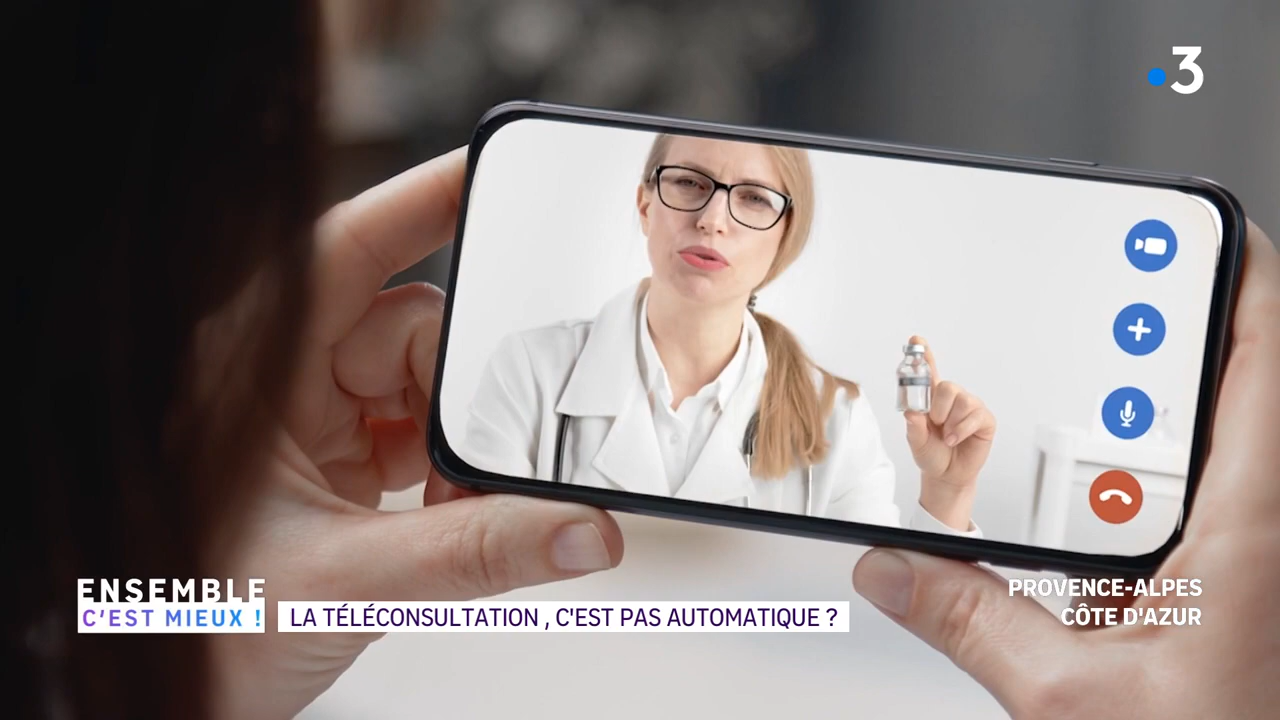 3
ENSEMBLE
C'EST MIEUX !
LA TÉLÉCONSULTATION , C'EST PAS AUTOMATIQUE ?
PROVENCE-ALPES
CÔTE D'AZUR